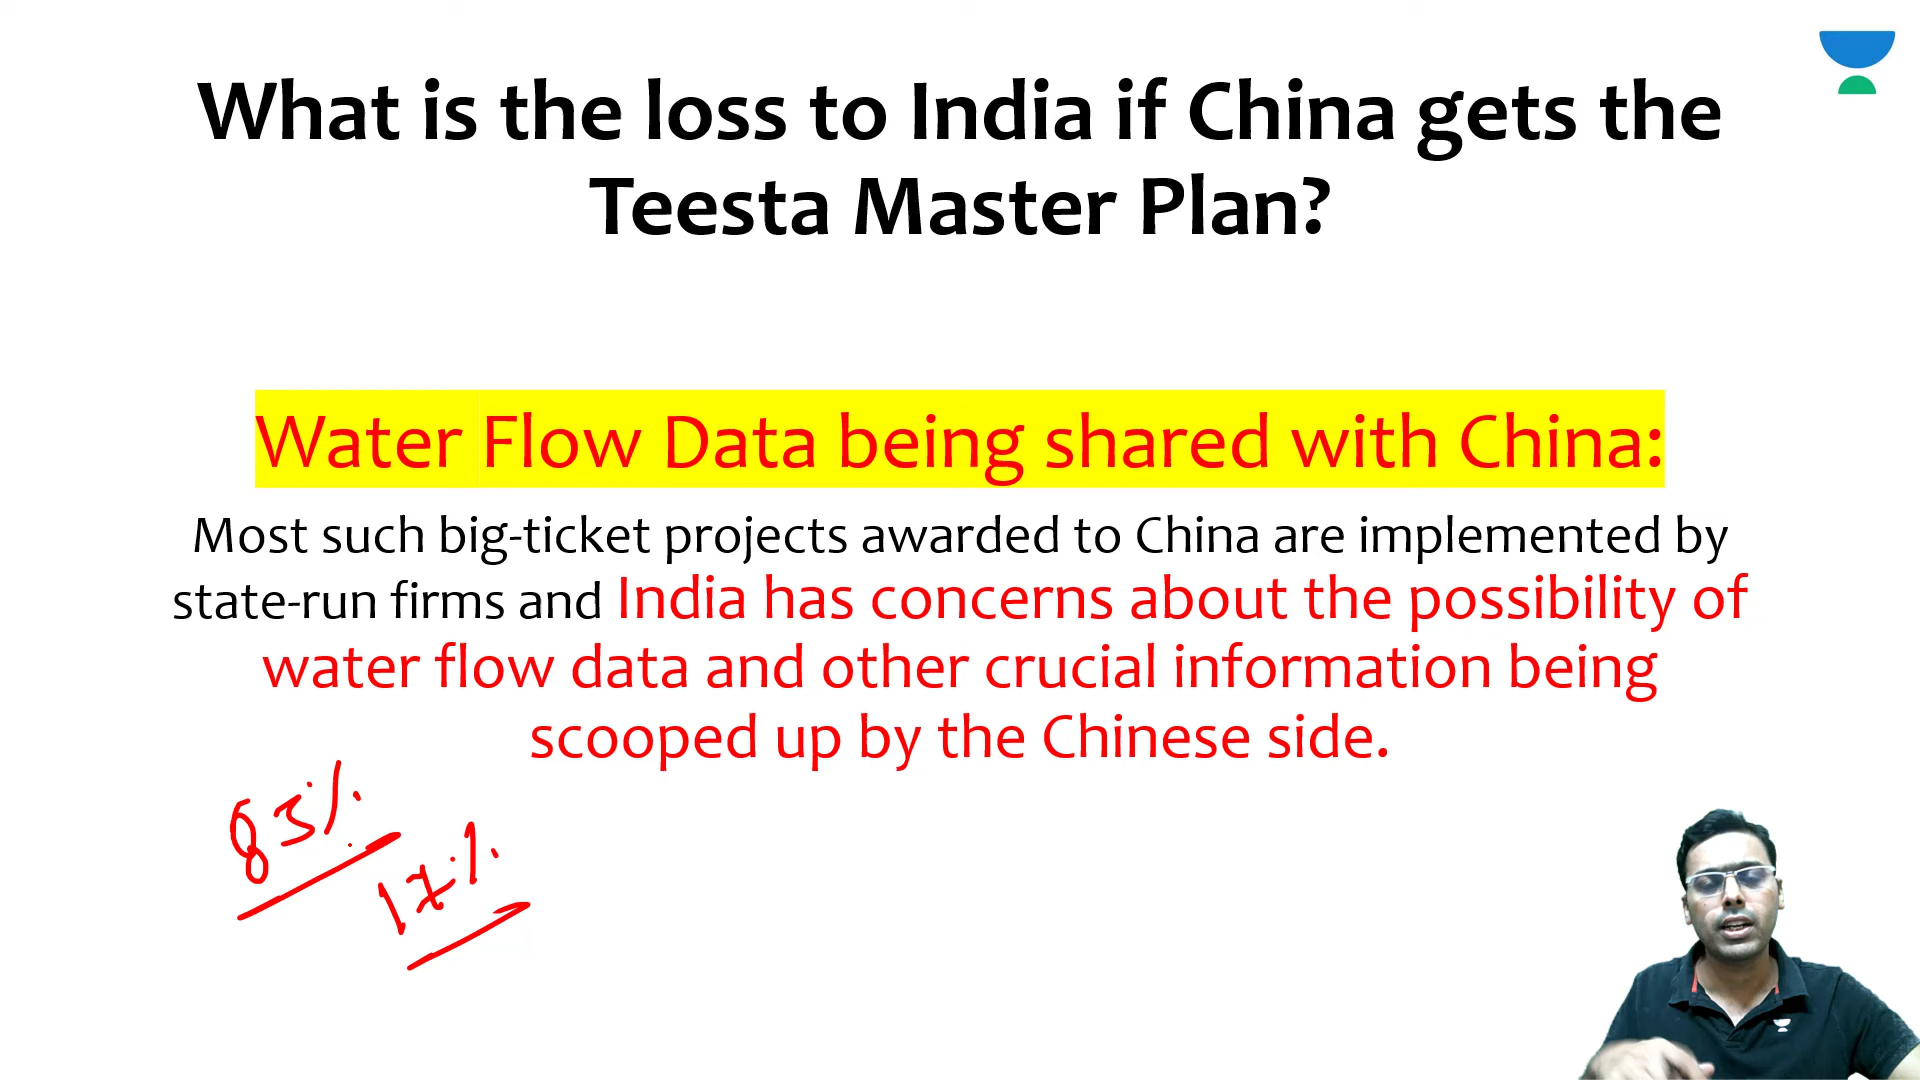 What is the loss to India if China gets the
Teesta Master Plan?
Water Flow Data being shared with China:
Most such big-ticket projects awarded to China are implemented by
state-run firms and India has concerns about the possibility of
water flow data and other crucial information being
scooped up by the Chinese side.
83%
17%